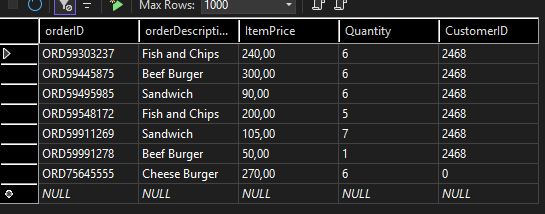 Max Rows: 1000
orderID orderDescripti... ItemPrice Quantity CustomerID
ORD59303237 Fish and Chips 240,00 6 2468
ORD59445875 Beef Burger 300,00 6 2468
ORD59495985 Sandwich 90,00 6 2468
ORD59548172 Fish and Chips 200,00 5 2468
ORD59911269 Sandwich 105,00 7 2468
ORD59991278 Beef Burger 50,00 1 2468
ORD75645555 Cheese Burger 270,00 6 0
NULL NULL NULL NULL NULL